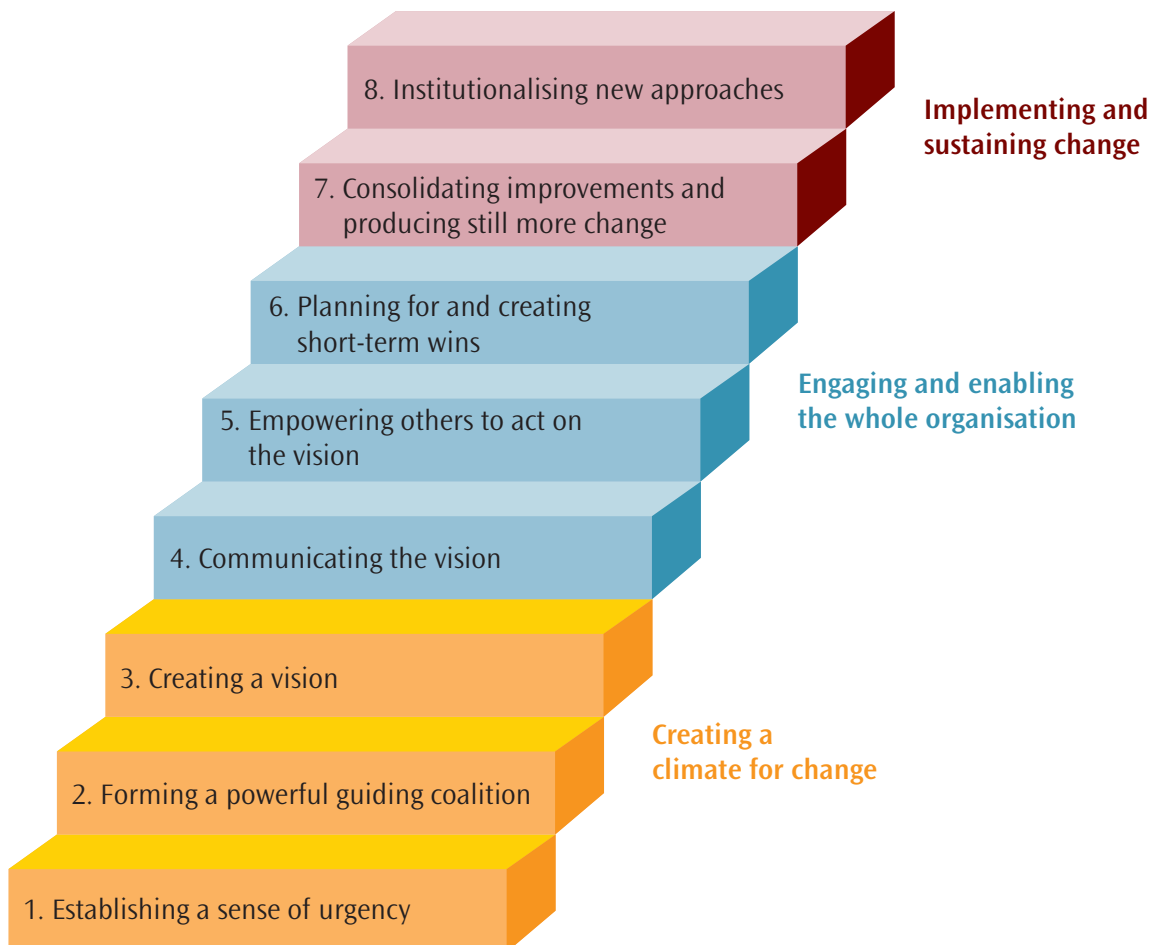 8. Institutionalising new approaches
Implementing and
sustaining change
7. Consolidating improvements and
producing still more change
6. Planning for and creating
short-term wins
Engaging and enabling
the whole organisation
5. Empowering others to act on
the vision
4. Communicating the vision
3. Creating a vision
Creating a
climate for change
2. Forming a powerful guiding coalition
1. Establishing a sense of urgency